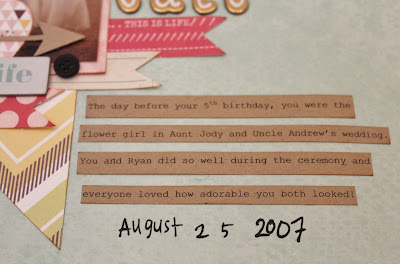 ...THIS IS LIFE!
life
The day before your 5th birthday, you were the
flower girl in Aunt Jody and Uncle Andrew's wedding.
You and Ryan did so well during the ceremony and
everyone loved how adorable you both looked!
August 25 2007